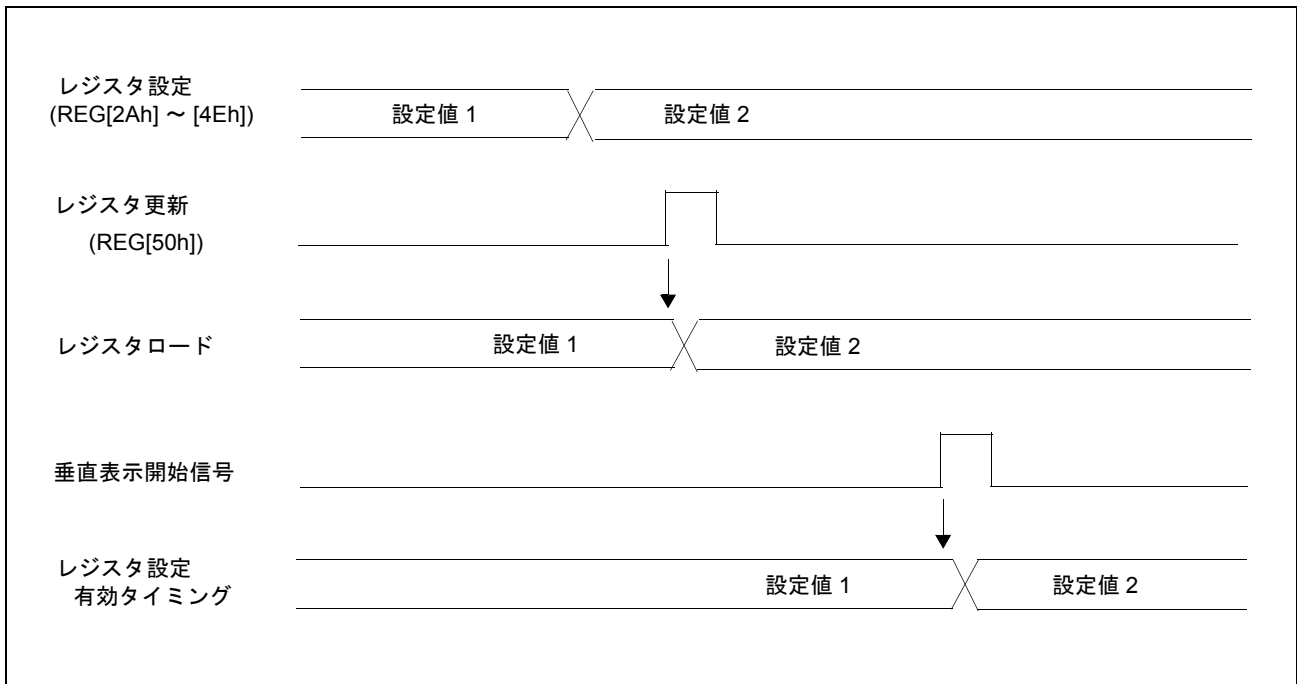 レジスタ設定
(REG[2Ah] ～ [4Eh])
設定値 1
設定値 2
レジスタ更新
(REG[50h])
レジスタロード
設定値 1
設定値 2
垂直表示開始信号
レジスタ設定
有効タイミング
設定値 1
設定値 2